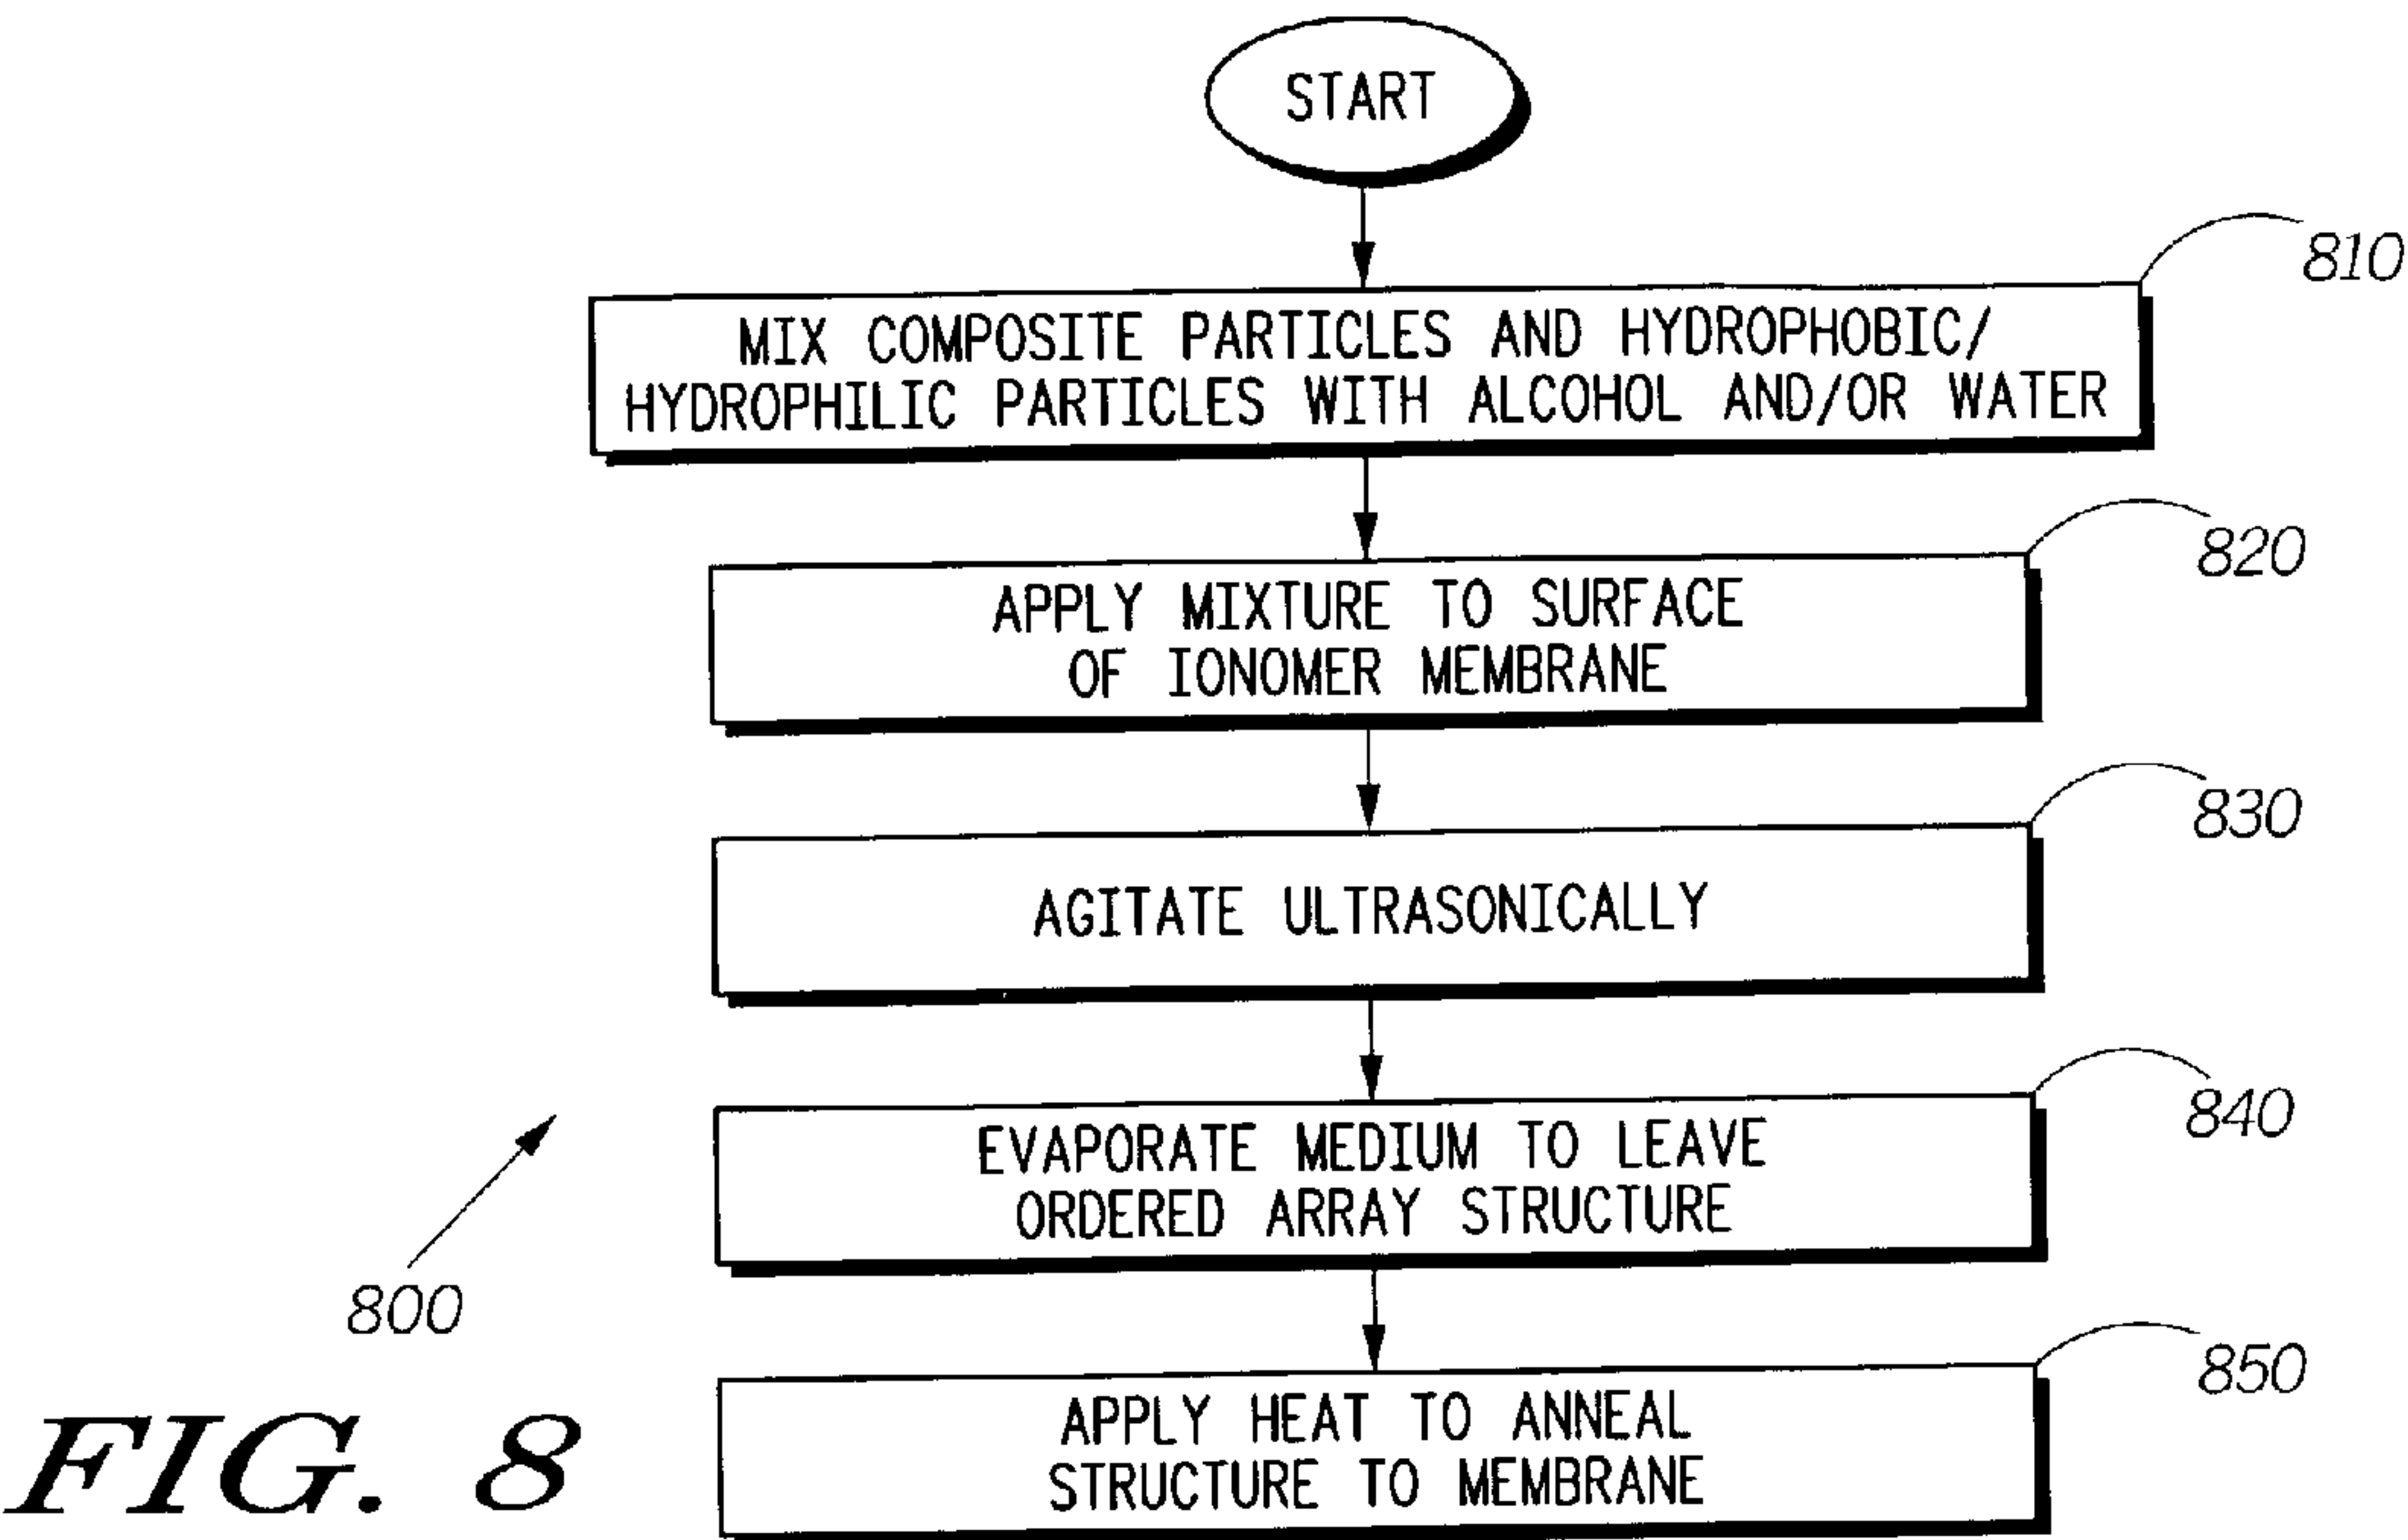 START
810
MIX COMPOSITE PARTICLES AND HYDROPHOBIC/
HYDROPHILIC PARTICLES WITH ALCOHOL AND/OR WATER
820
APPLY MIXTURE TO SURFACE
OF IONOMER MEMBRANE
830
AGITATE ULTRASONICALLY
840
EVAPORATE MEDIUM TO LEAVE
ORDERED ARRAY STRUCTURE
800
850
APPLY HEAT TO ANNEAL
STRUCTURE TO MEMBRANE
FIG. 8